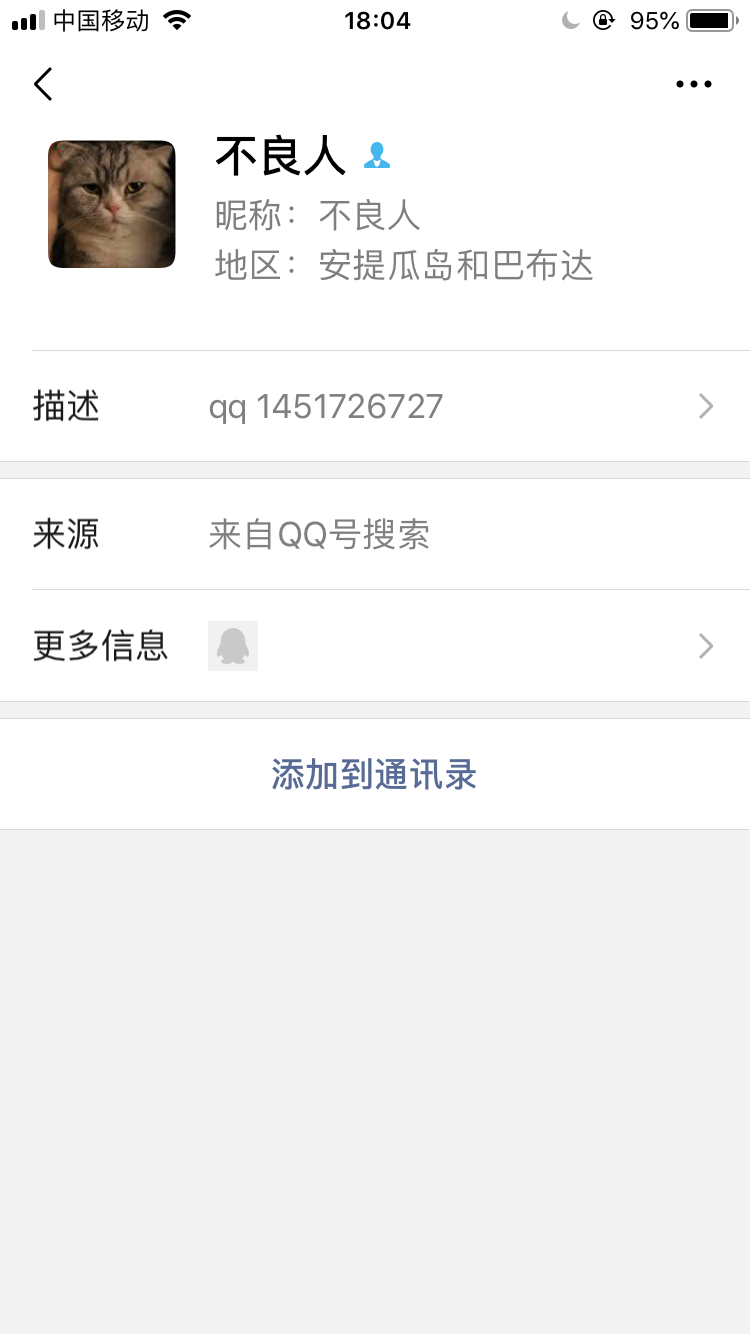 中国移动 18:04 95%
不良人
昵称：不良人
地区：安提瓜岛和巴布达
描述 qq 1451726727
来源 来自QQ号搜索
更多信息
添加到通讯录